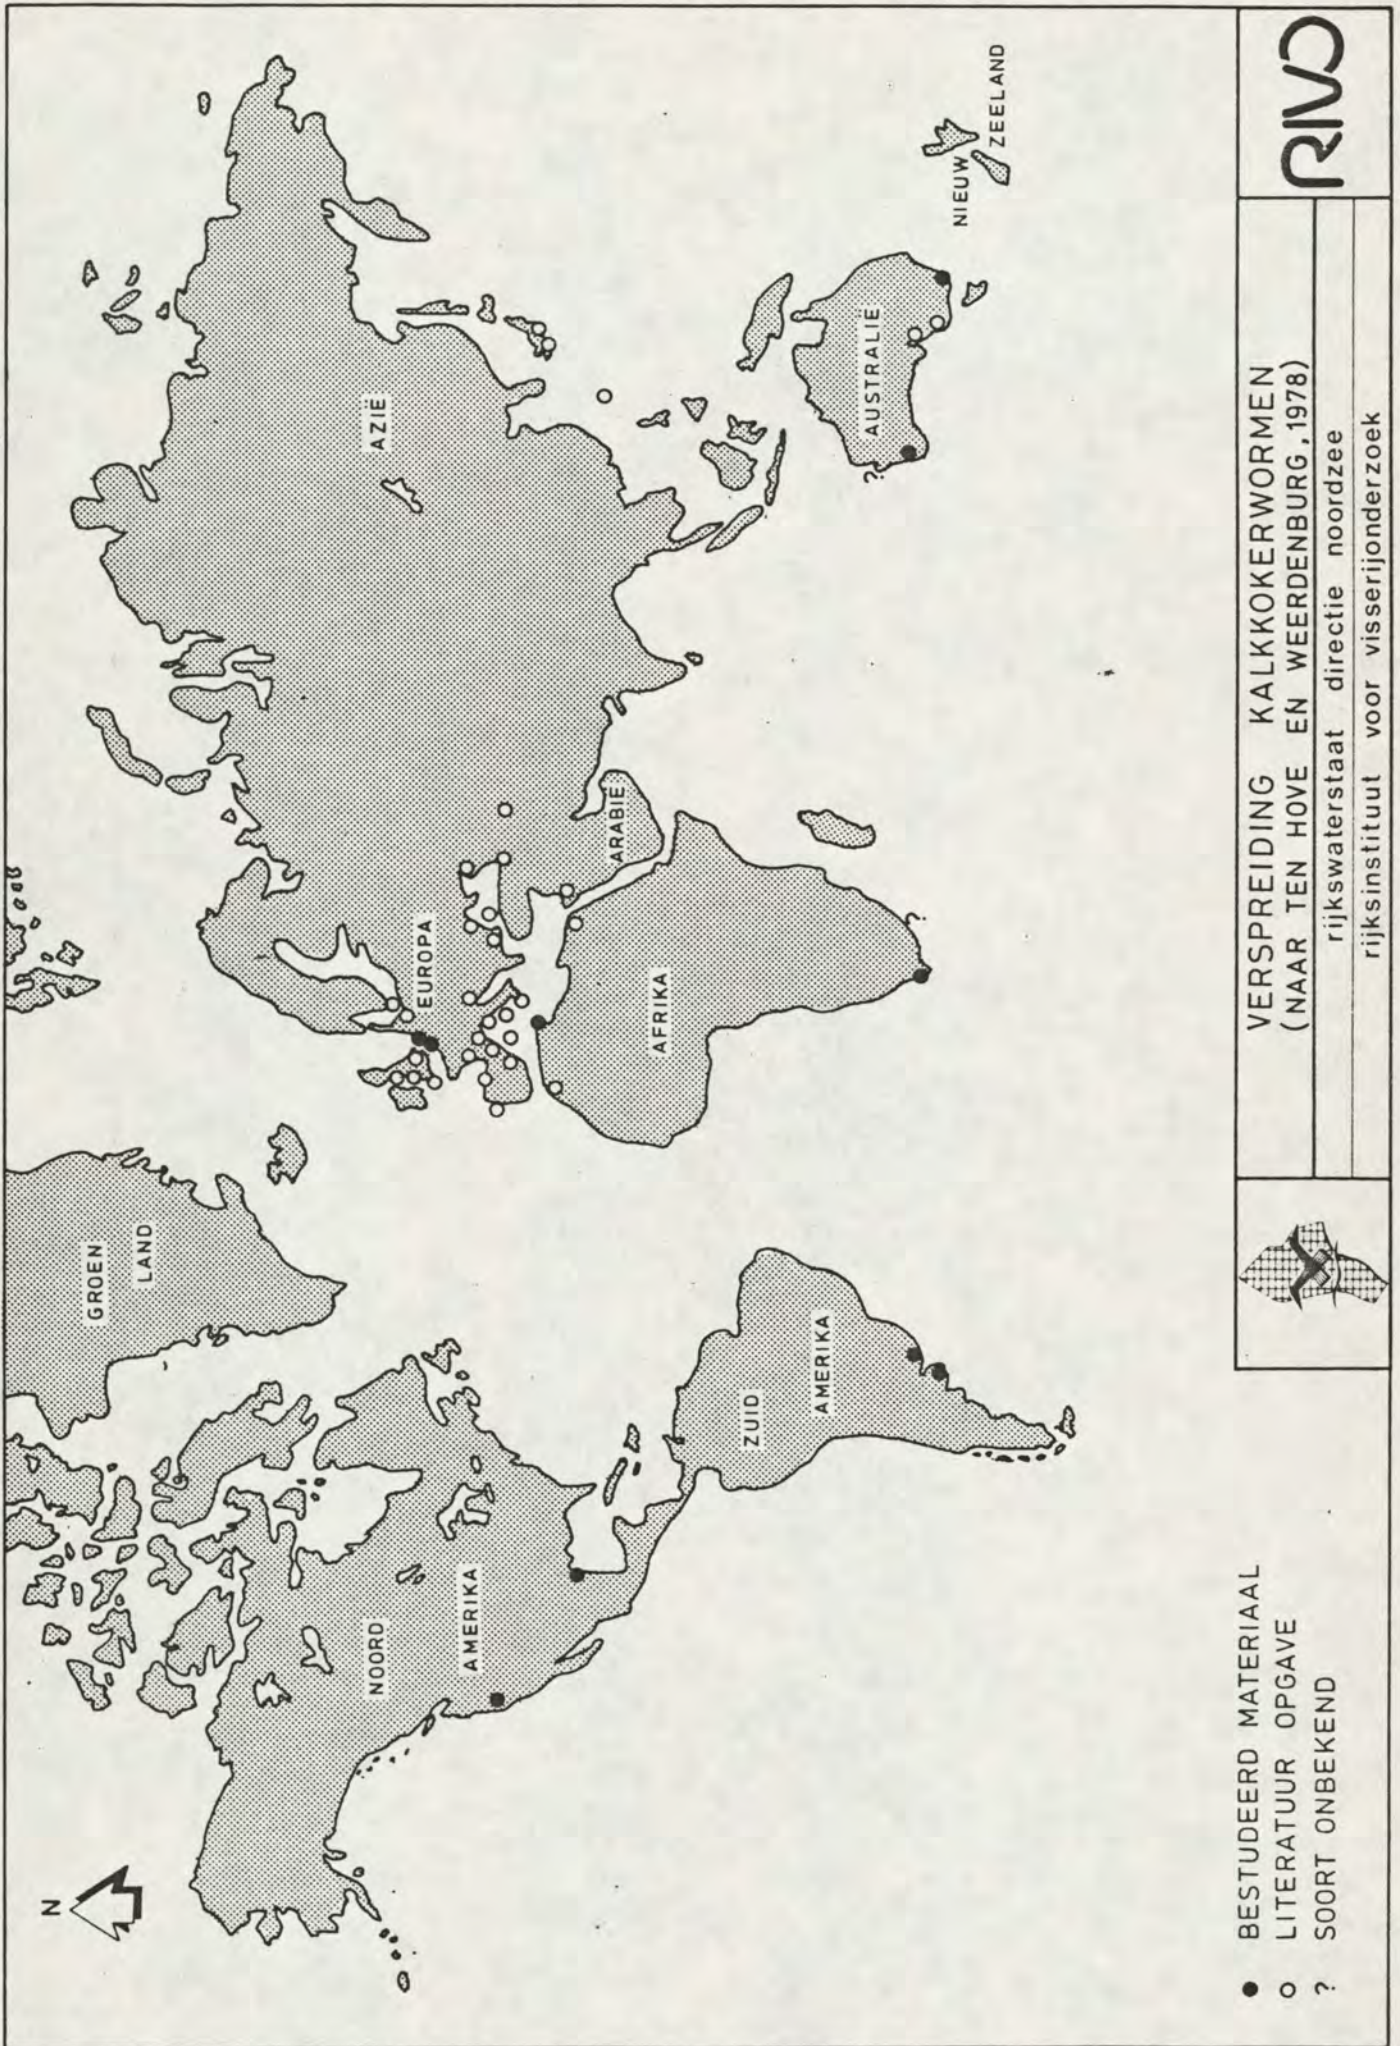 N
GROEN
LAND
NOORD
AMERIKA
ZUID
AMERIKA
EUROPA
AZIË
ARABIË
AFRIKA
AUSTRALIË
NIEUW
ZEELAND
?
?
● BESTUDEERD MATERIAAL
○ LITERATUUR OPGAVE
? SOORT ONBEKEND
VERSPREIDING KALKKOKERWORMEN
(NAAR TEN HOVE EN WEERDENBURG, 1978)
rijkswaterstaat directie noordzee
rijksinstituut voor visserijonderzoek
RIVO